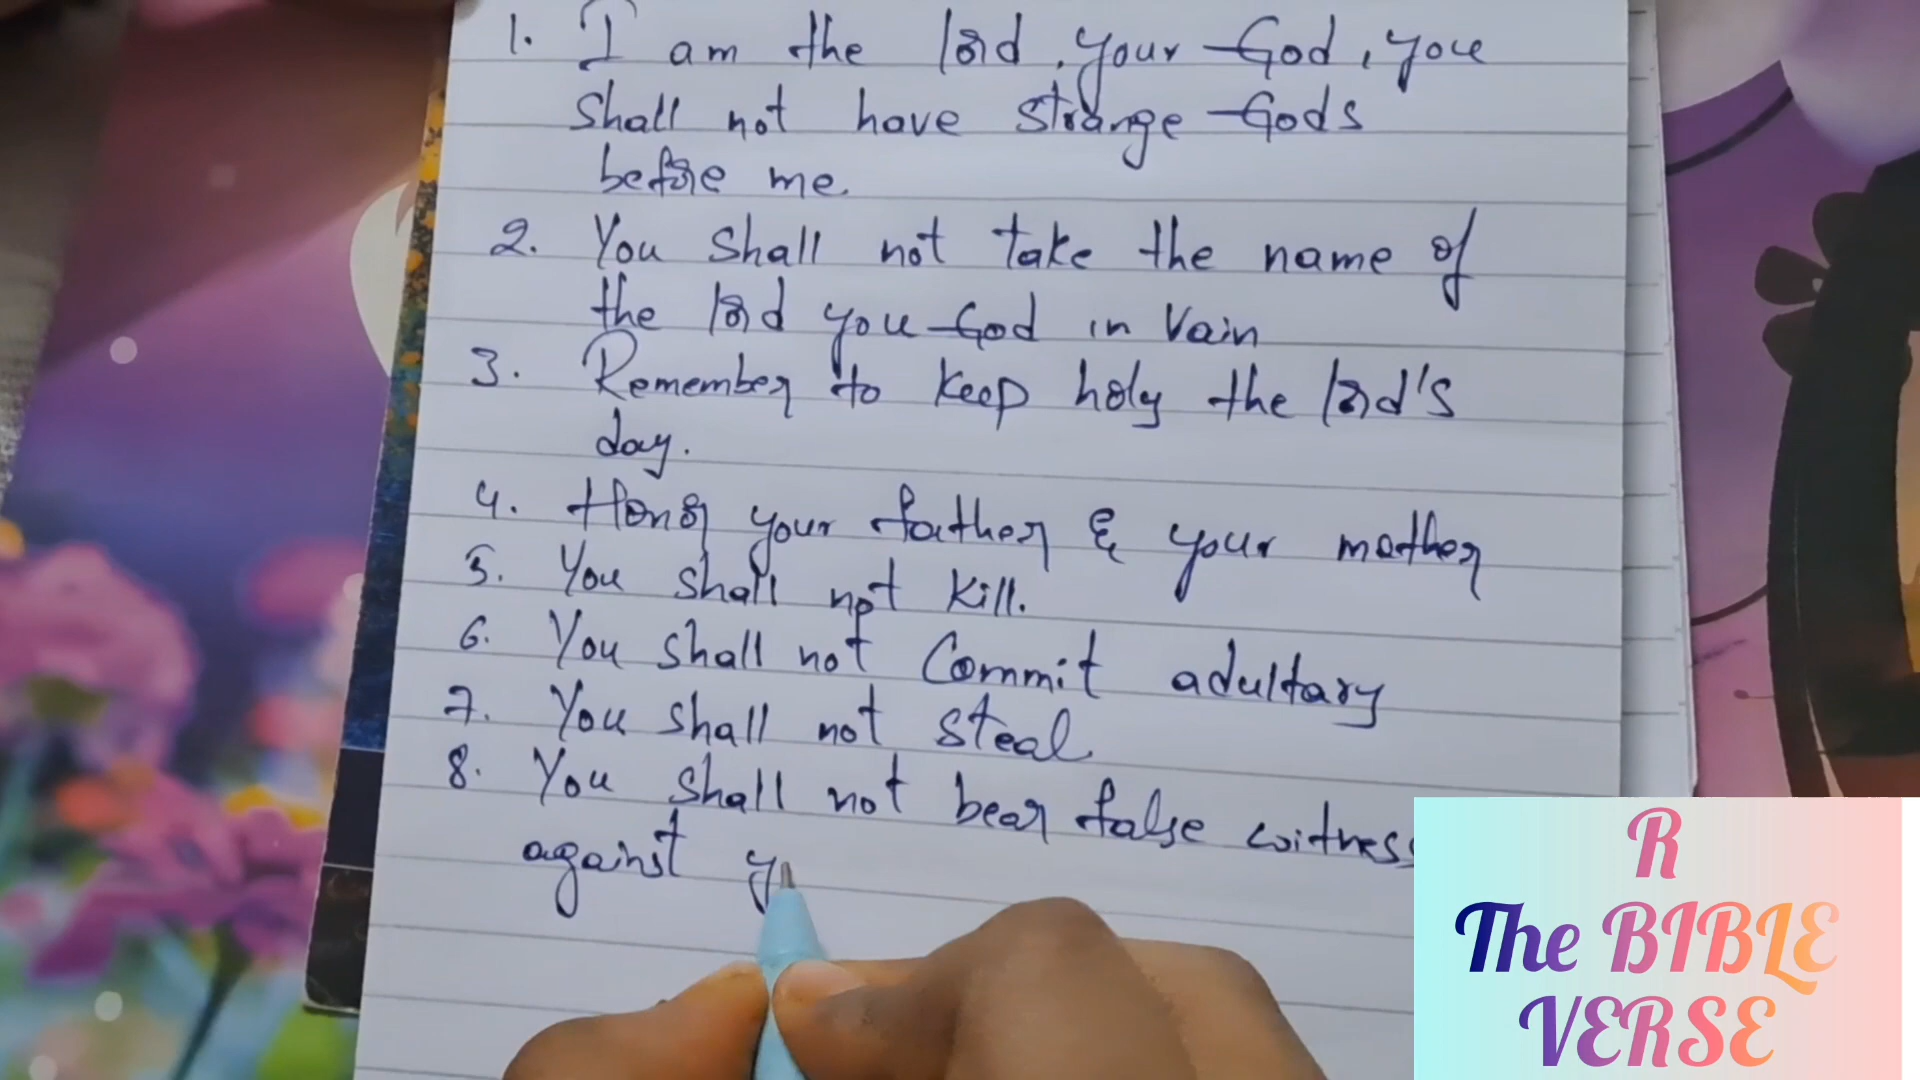 1. I am the lord, your God, you
shall not have strange Gods
before me.
2. You shall not take the name of
the lord you God in vain
3. Remember to keep holy the lord's
day.
4. Honor your father & your mother
5. You shall not kill.
6. You shall not Commit adultary
7. You shall not steal
8. You shall not bear false witness
against y
R
The BIBLE
VERSE